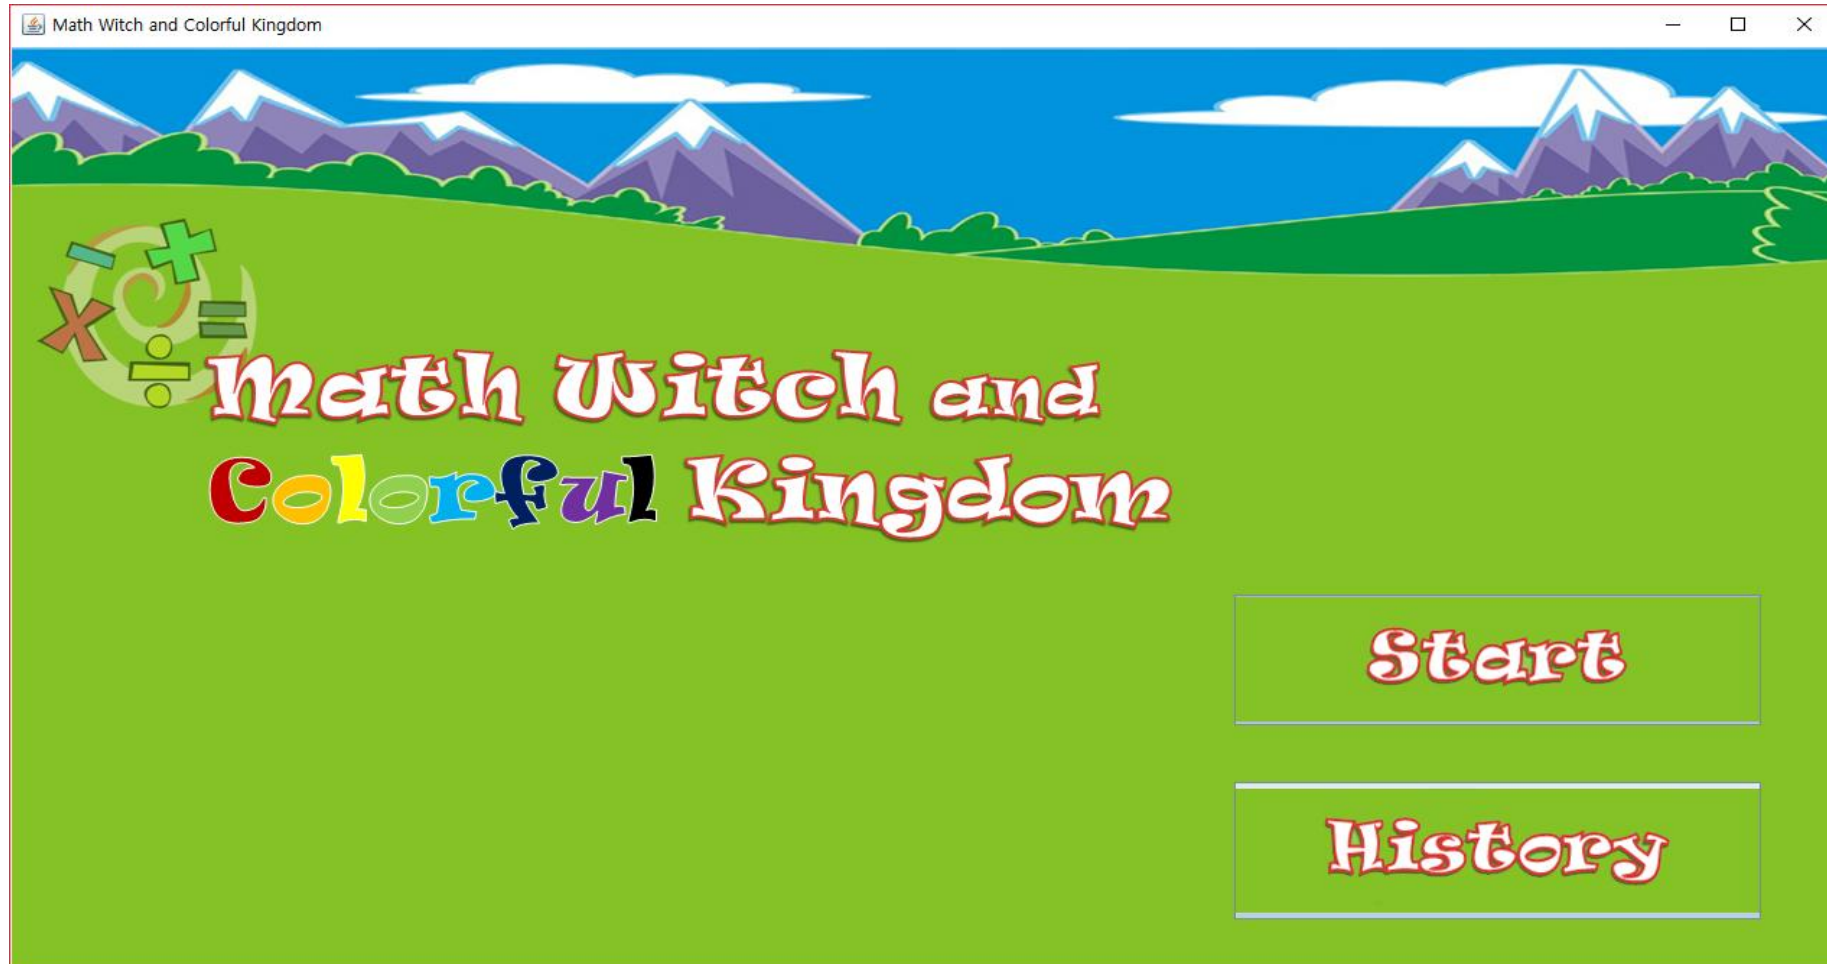 Math Witch and Colorful Kingdom
Math Witch and
Colorful Kingdom
Start
History